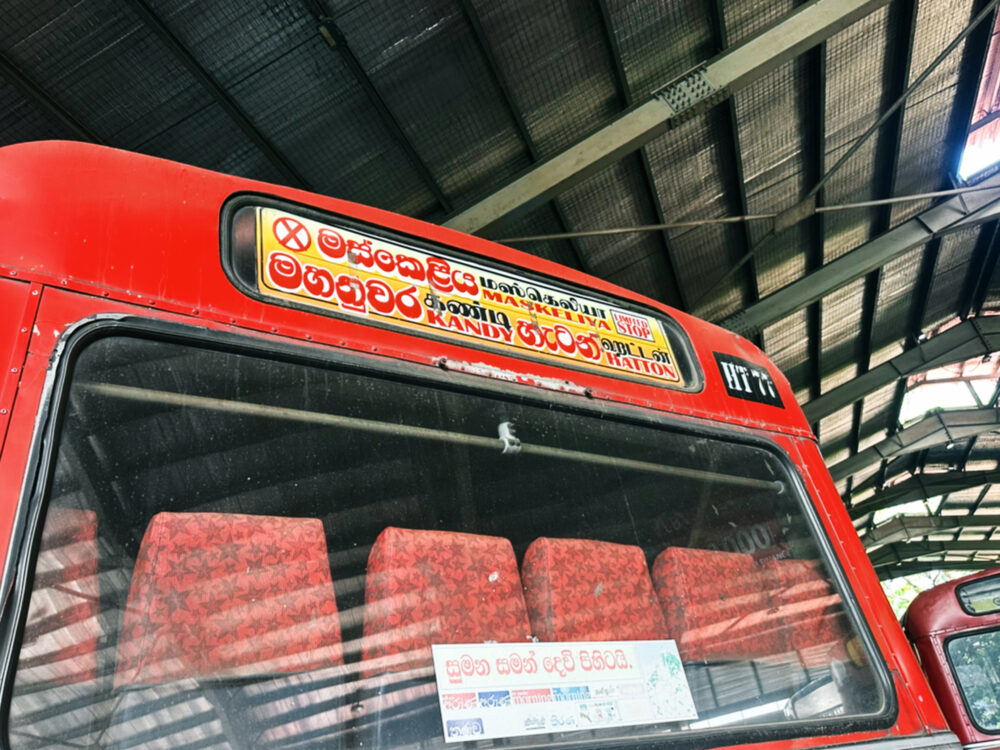 මස්කෙළිය மஸ்கெலியா MASKELIYA LIMITED STOP
මහනුවර கண்டி KANDY හැටන් ஹட்டன் HATTON
HT 77
සුමන සමන් දෙවි පිහිටයි.